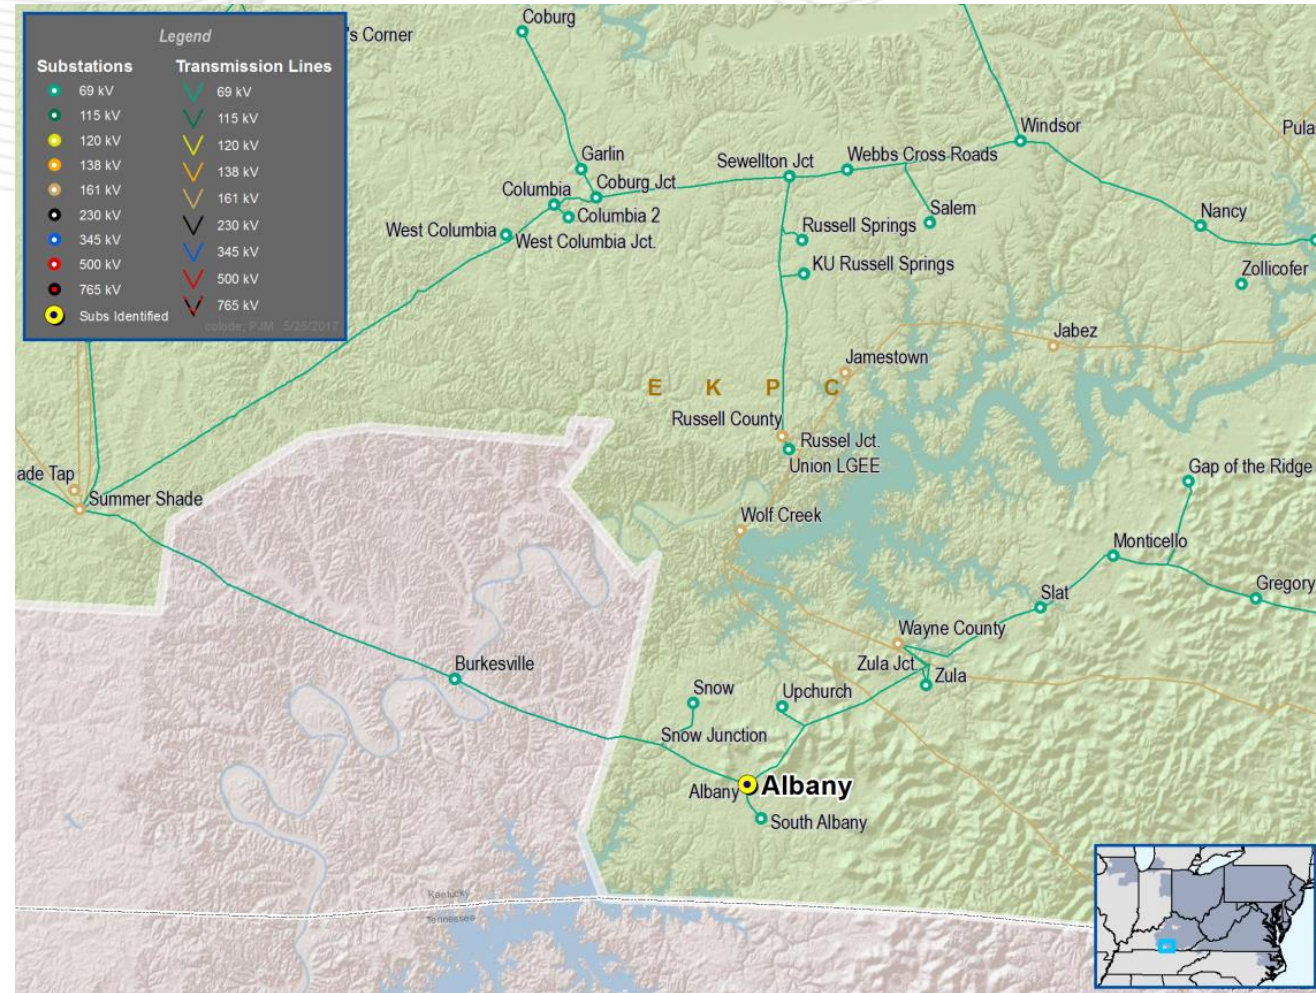 Legend
Substations
Transmission Lines
69 kV
69 kV
115 kV
115 kV
120 kV
120 kV
138 kV
138 kV
161 kV
161 kV
230 kV
230 kV
345 kV
345 kV
500 kV
500 kV
765 kV
765 kV
Subs Identified
PJM 5/25/2017
's Corner
Coburg
Windsor
Pula
Garlin
Sewellton Jct
Webbs Cross Roads
Columbia
Coburg Jct
Columbia 2
Salem
Nancy
West Columbia
West Columbia Jct.
Russell Springs
KU Russell Springs
Zollicofer
Jabez
Jamestown
E K P C
Russell County
Russel Jct.
Union LGEE
ade Tap
Summer Shade
Gap of the Ridge
Wolf Creek
Monticello
Slat
Gregory
Wayne County
Burkesville
Zula Jct
Zula
Snow
Upchurch
Snow Junction
Albany
Albany
South Albany
Kentucky
Tennessee